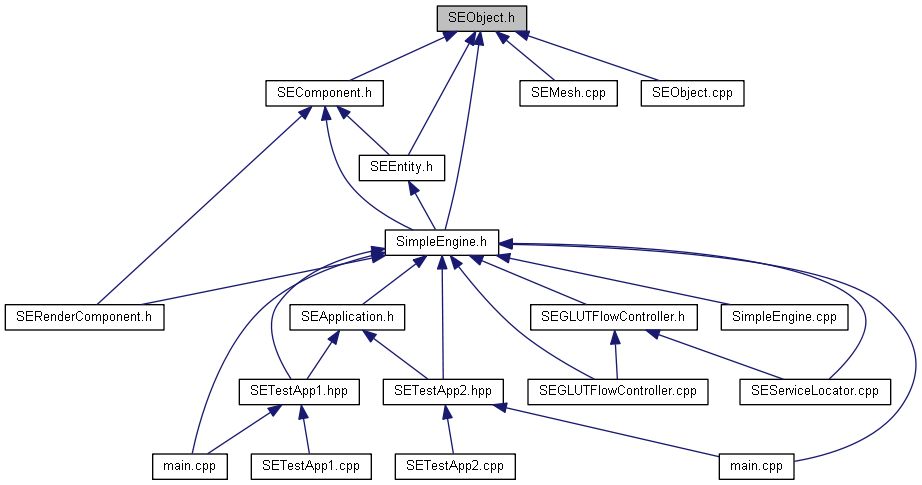 SEObject.h
SEComponent.h
SEMesh.cpp
SEObject.cpp
SEEntity.h
SimpleEngine.h
SERenderComponent.h
SEApplication.h
SEGLUTFlowController.h
SimpleEngine.cpp
SETestApp1.hpp
SETestApp2.hpp
SEGLUTFlowController.cpp
SEServiceLocator.cpp
main.cpp
SETestApp1.cpp
SETestApp2.cpp
main.cpp